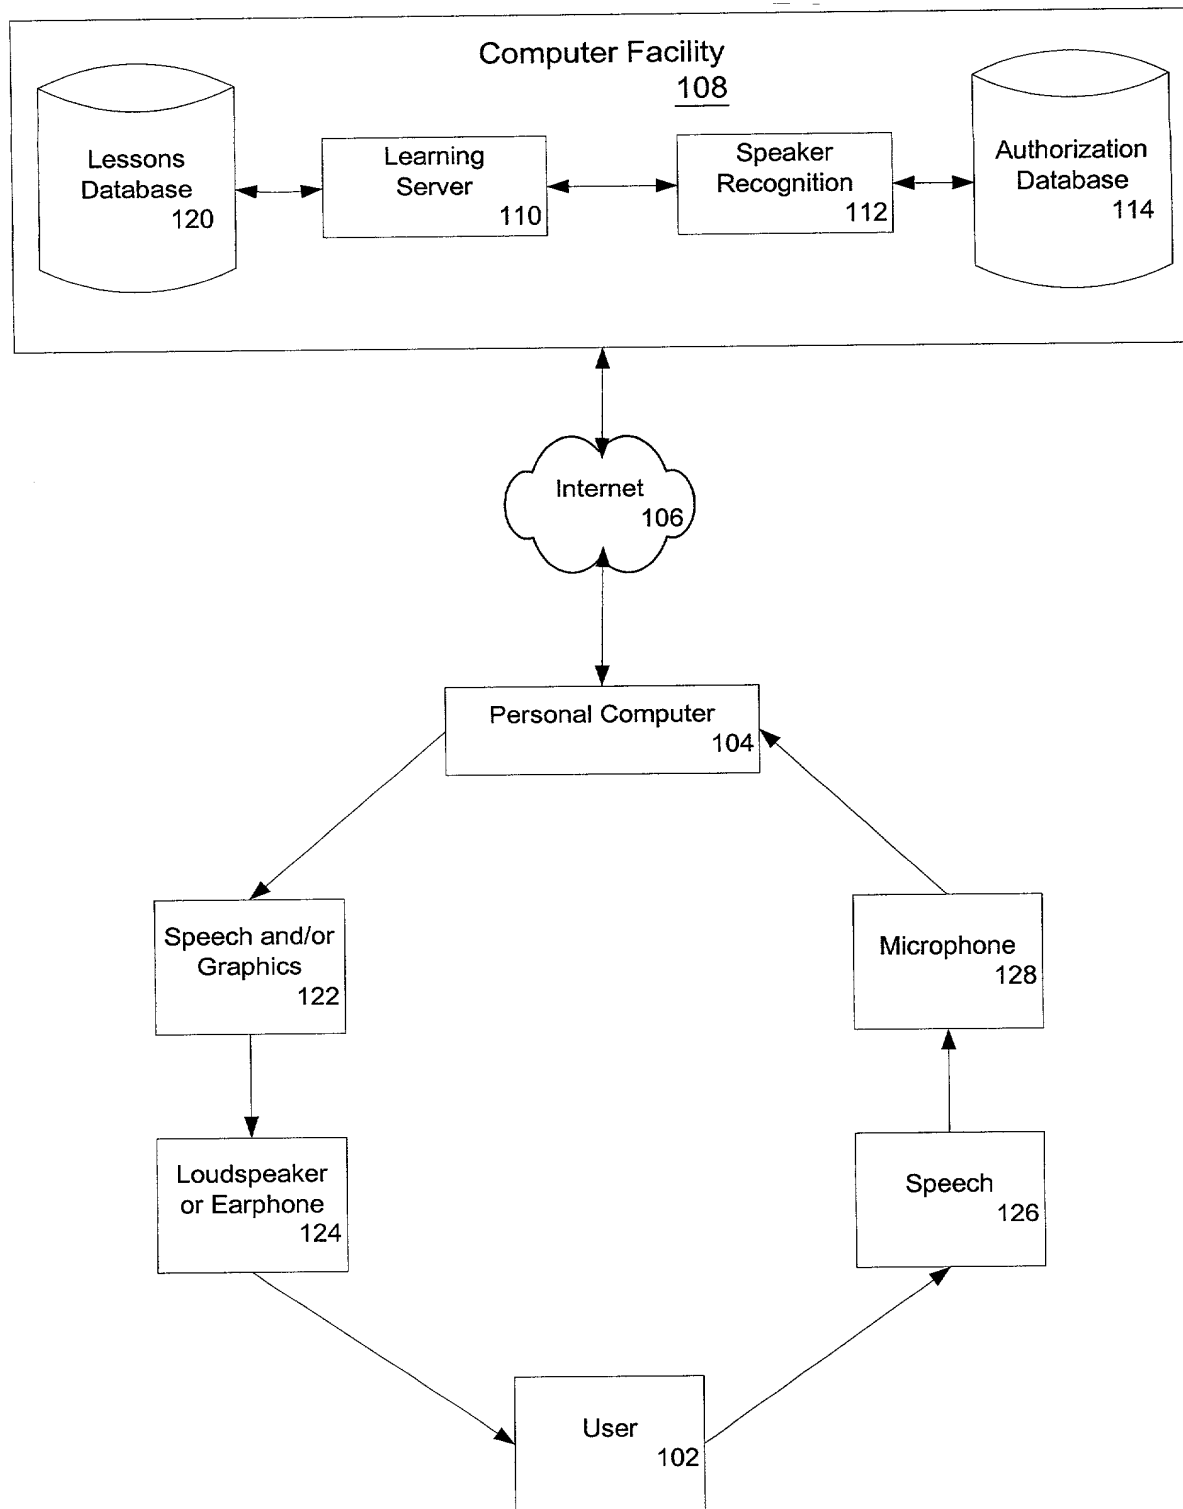 Computer Facility
108
Lessons
Database
120
Learning
Server
110
Speaker
Recognition
112
Authorization
Database
114
Internet
106
Personal Computer
104
Speech and/or
Graphics
122
Microphone
128
Loudspeaker
or Earphone
124
Speech
126
User
102